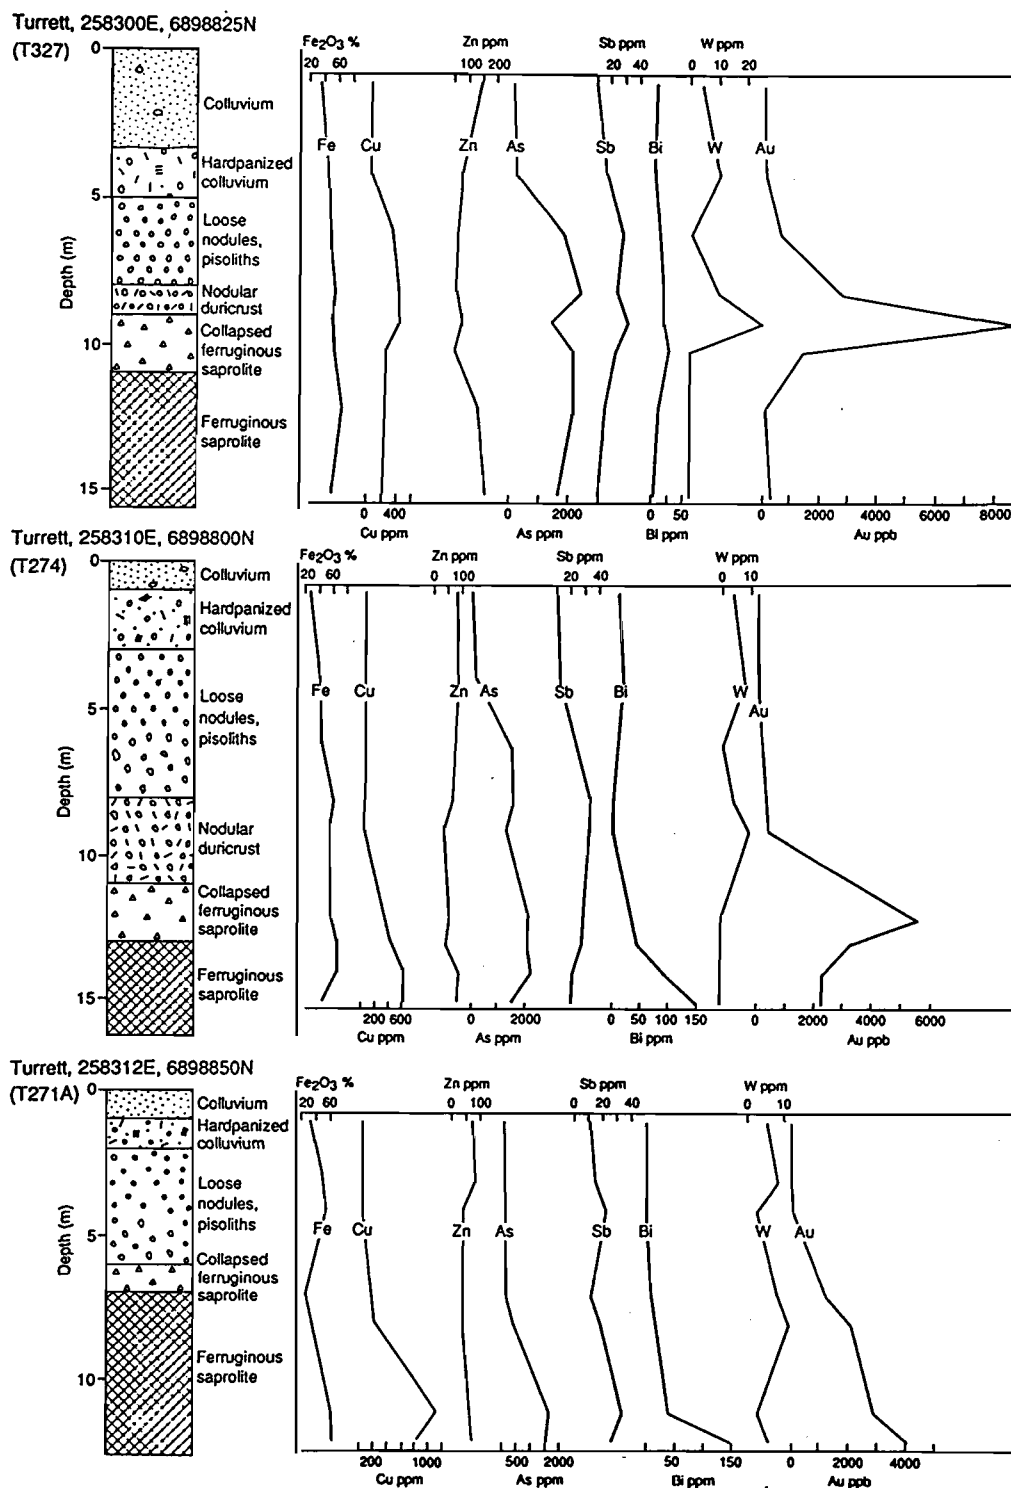 Turrett, 258300E, 6898825N
(T327)
Fe2O3 %
Zn ppm
Sb ppm
W ppm
20 60
100 200
20 40
0 10 20
0
5
10
15
Depth (m)
Colluvium
Hardpanized
colluvium
Loose
nodules,
pisoliths
Nodular
duricrust
Collapsed
ferruginous
saprolite
Ferruginous
saprolite
Fe Cu Zn As Sb Bi W Au
0 400
0 2000
0 50
0 2000 4000 6000 8000
Cu ppm
As ppm
Bi ppm
Au ppb
Turrett, 258310E, 6898800N
(T274)
Fe2O3 %
Zn ppm
Sb ppm
W ppm
20 60
0 100
20 40
0 10
0
5
10
15
Depth (m)
Colluvium
Hardpanized
colluvium
Loose
nodules,
pisoliths
Nodular
duricrust
Collapsed
ferruginous
saprolite
Ferruginous
saprolite
Fe Cu Zn As Sb Bi W Au
200 600
0 2000
0 50 100 150
0 2000 4000 6000
Cu ppm
As ppm
Bi ppm
Au ppb
Turrett, 258312E, 6898850N
(T271A)
Fe2O3 %
Zn ppm
Sb ppm
W ppm
20 60
0 100
0 20 40
0 10
0
5
10
Depth (m)
Colluvium
Hardpanized
colluvium
Loose
nodules,
pisoliths
Collapsed
ferruginous
saprolite
Ferruginous
saprolite
Fe Cu Zn As Sb Bi W Au
200 1000
500 2000
50 150
0 2000 4000
Cu ppm
As ppm
Bi ppm
Au ppb